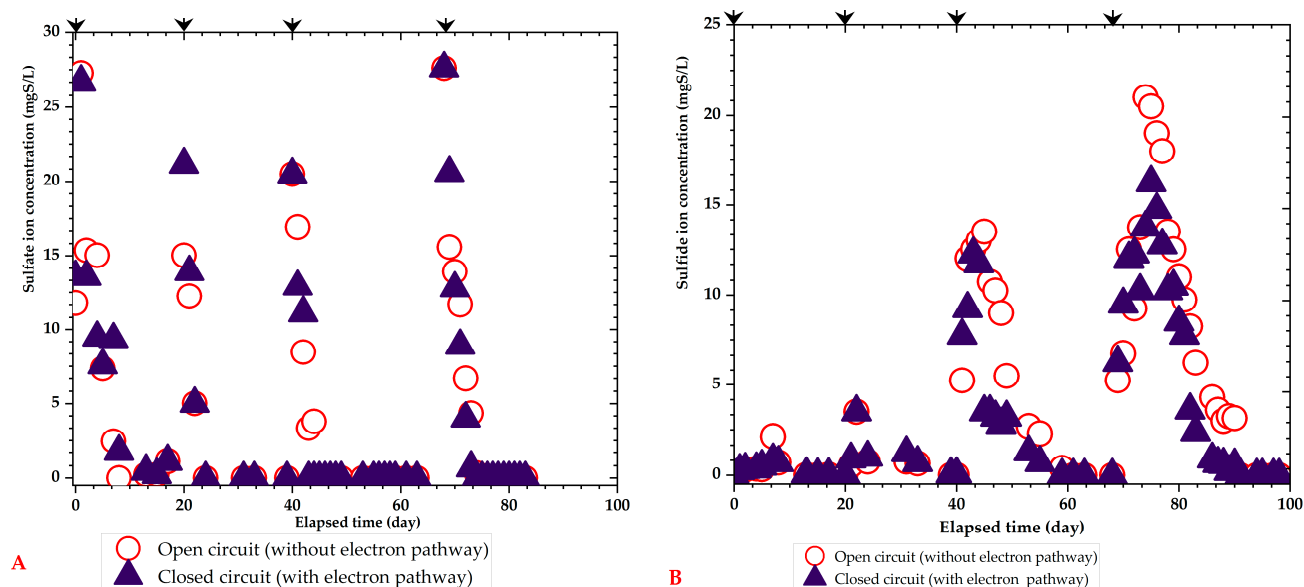 30
25
20
15
10
5
0
Sulfate ion concentration (mgS/L)
0 20 40 60 80 100
Elapsed time (day)
Open circuit (without electron pathway)
Closed circuit (with electron pathway)
A
25
20
15
10
5
0
Sulfide ion concentration (mgS/L)
0 20 40 60 80 100
Elapsed time (day)
Open circuit (without electron pathway)
Closed circuit (with electron pathway)
B